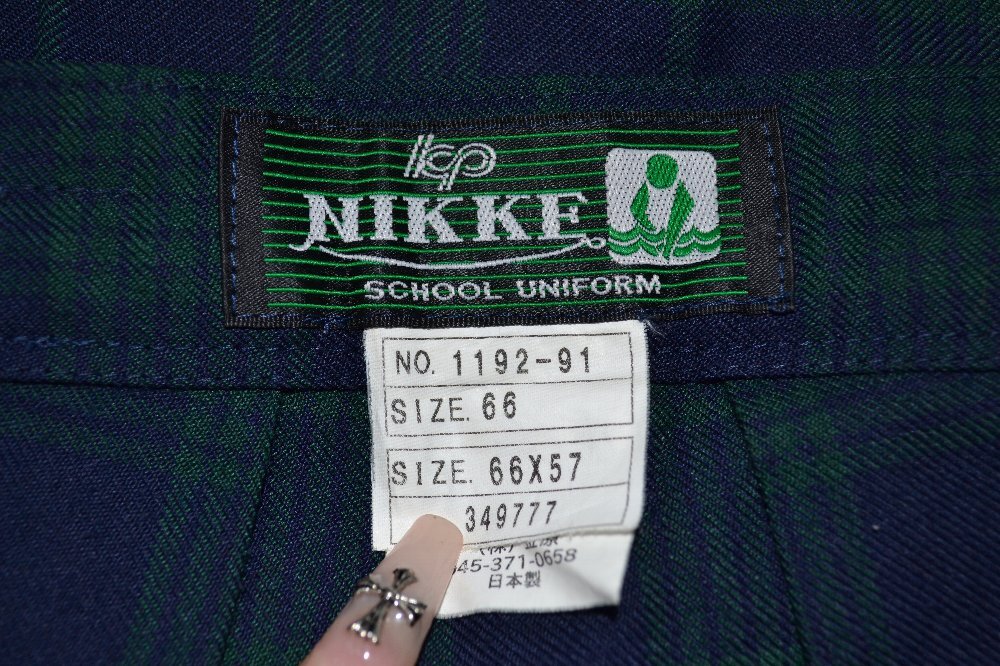 kp
NIKKE
SCHOOL UNIFORM
NO. 1192-91
SIZE. 66
SIZE. 66X57
349777
45-371-0658
日本製